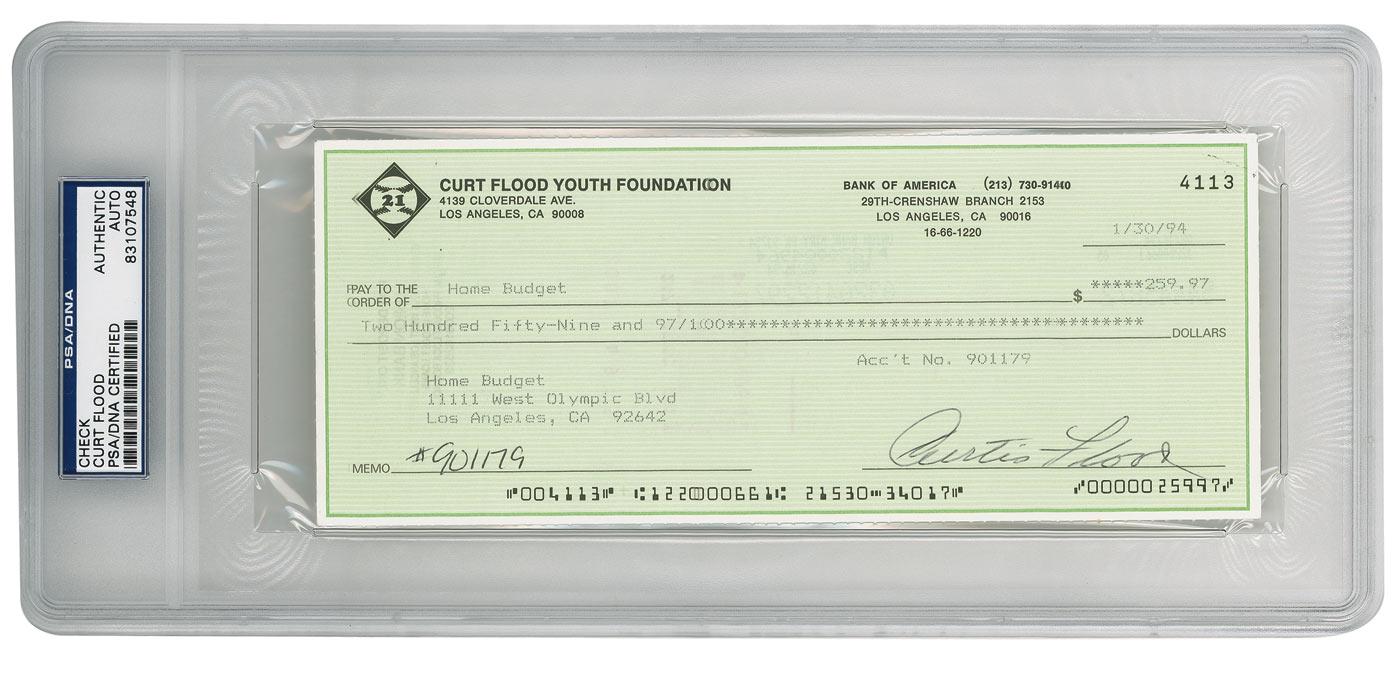 PSA/DNA
CHECK
CURT FLOOD
PSA/DNA CERTIFIED
AUTHENTIC
AUTO
83107548
21
CURT FLOOD YOUTH FOUNDATION
4139 CLOVERDALE AVE.
LOS ANGELES, CA 90008
BANK OF AMERICA (213) 730-9140
29TH-CRENSHAW BRANCH 2153
LOS ANGELES, CA 90016
16-66-1220
4113
1/30/94
PAY TO THE
ORDER OF
Home Budget
$ *****259.97
Two Hundred Fifty-Nine and 97/100***************************************
DOLLARS
Acc't No. 901179
Home Budget
11111 West Olympic Blvd
Los Angeles, CA 92642
MEMO #901179
Curtis Flood
⑈004113⑈ ⑆122000661⑆ 21530⑉34017⑈ ⑈0000025997⑈